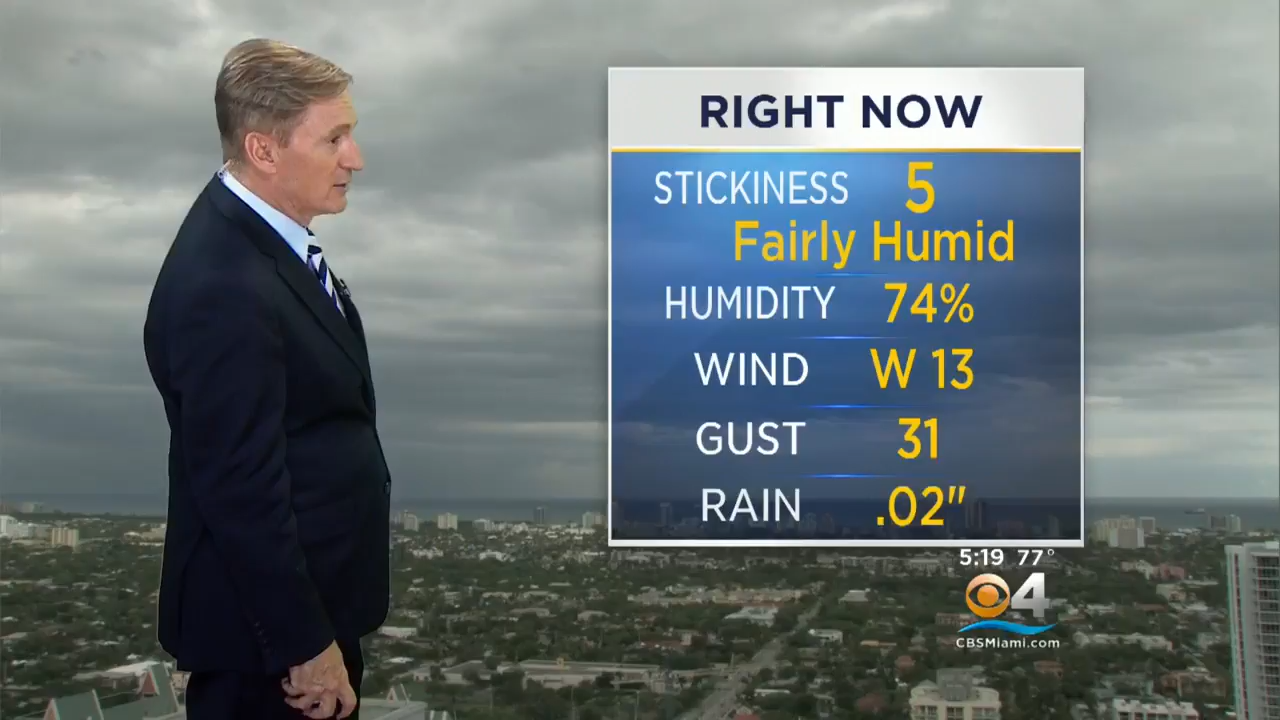 RIGHT NOW
STICKINESS 5
Fairly Humid
HUMIDITY 74%
WIND W 13
GUST 31
RAIN .02"
5:19 77°
4
CBSMiami.com